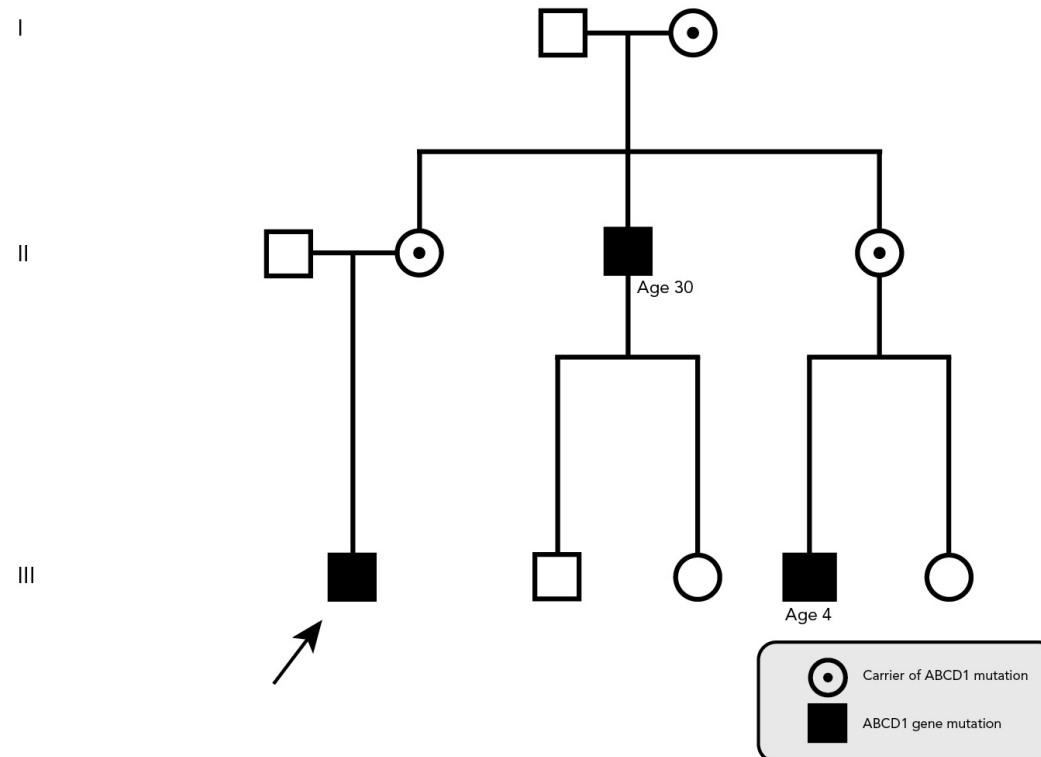 I
II
Age 30
III
Age 4
Carrier of ABCD1 mutation
ABCD1 gene mutation